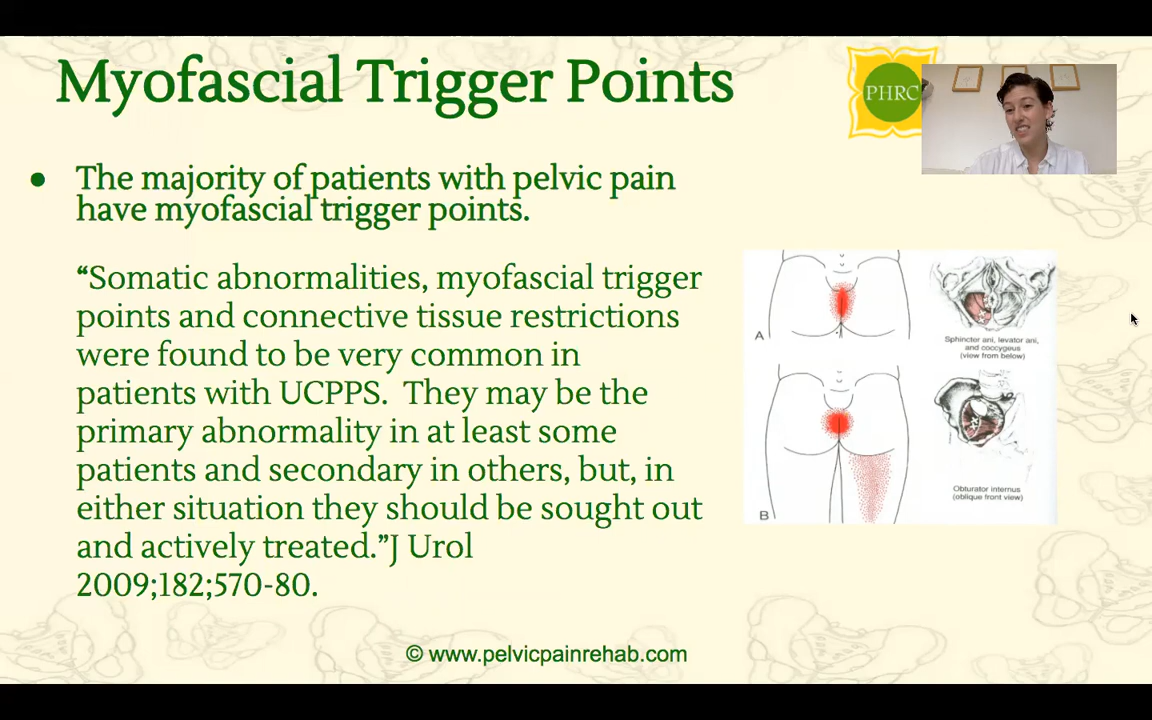 Myofascial Trigger Points
PHRC
● The majority of patients with pelvic pain
have myofascial trigger points.
“Somatic abnormalities, myofascial trigger
points and connective tissue restrictions
were found to be very common in
patients with UCPPS.  They may be the
primary abnormality in at least some
patients and secondary in others, but, in
either situation they should be sought out
and actively treated.”J Urol
2009;182;570-80.
A
Sphincter ani, levator ani,
and coccygeus
(view from below)
B
Obturator internus
(oblique front view)
© www.pelvicpainrehab.com